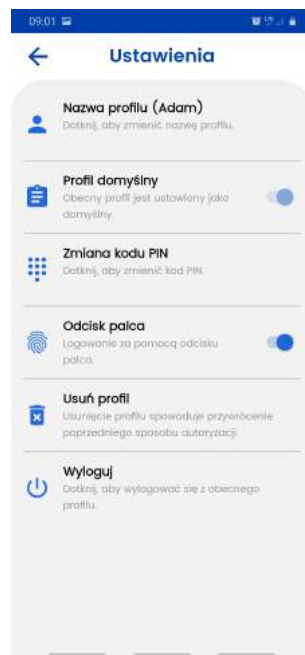 09:01
Ustawienia
Nazwa profilu (Adam)
Dotknij, aby zmienić nazwę profilu.
Profil domyślny
Obecny profil jest ustawiony jako
domyślny.
Zmiana kodu PIN
Dotknij, aby zmienić kod PIN.
Odcisk palca
Logowanie za pomocą odcisku
palca.
Usuń profil
Usunięcie profilu spowoduje przywrócenie
poprzedniego sposobu autoryzacji.
Wyloguj
Dotknij, aby wylogować się z obecnego
profilu.